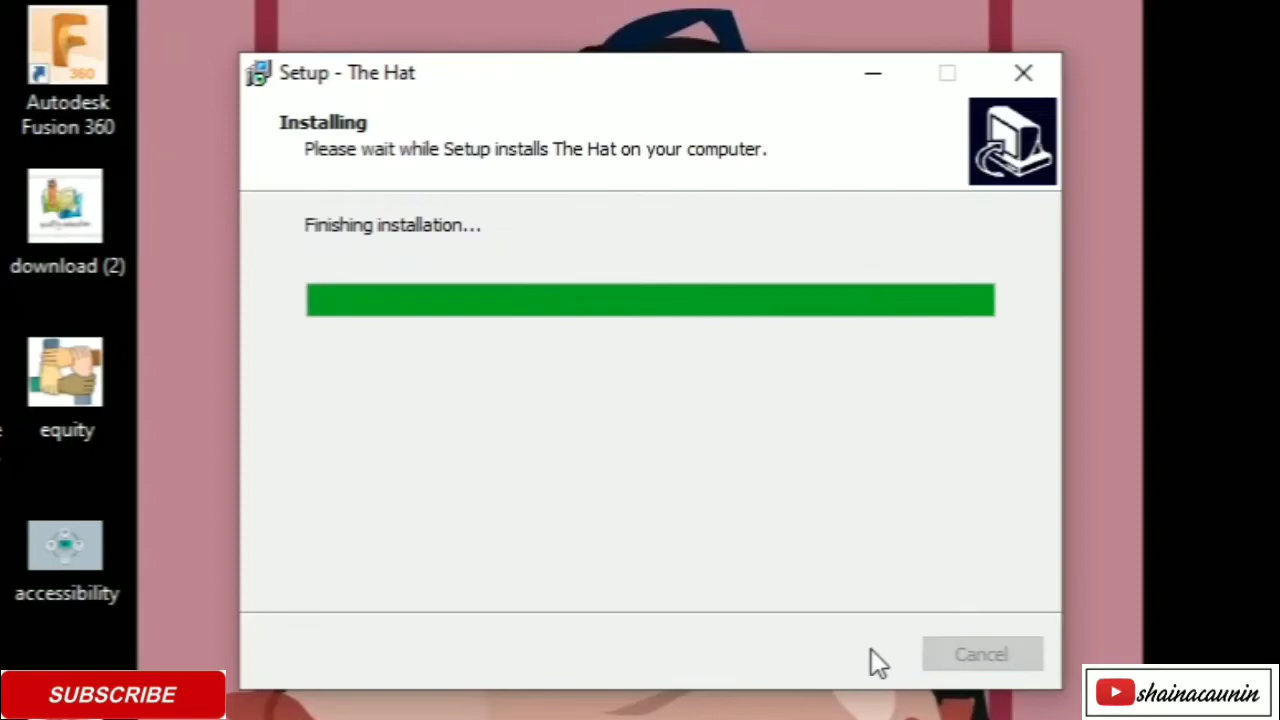 360
Autodesk
Fusion 360
download (2)
equity
accessibility
Setup - The Hat
Installing
Please wait while Setup installs The Hat on your computer.
Finishing installation...
Cancel
SUBSCRIBE
shainacaunin